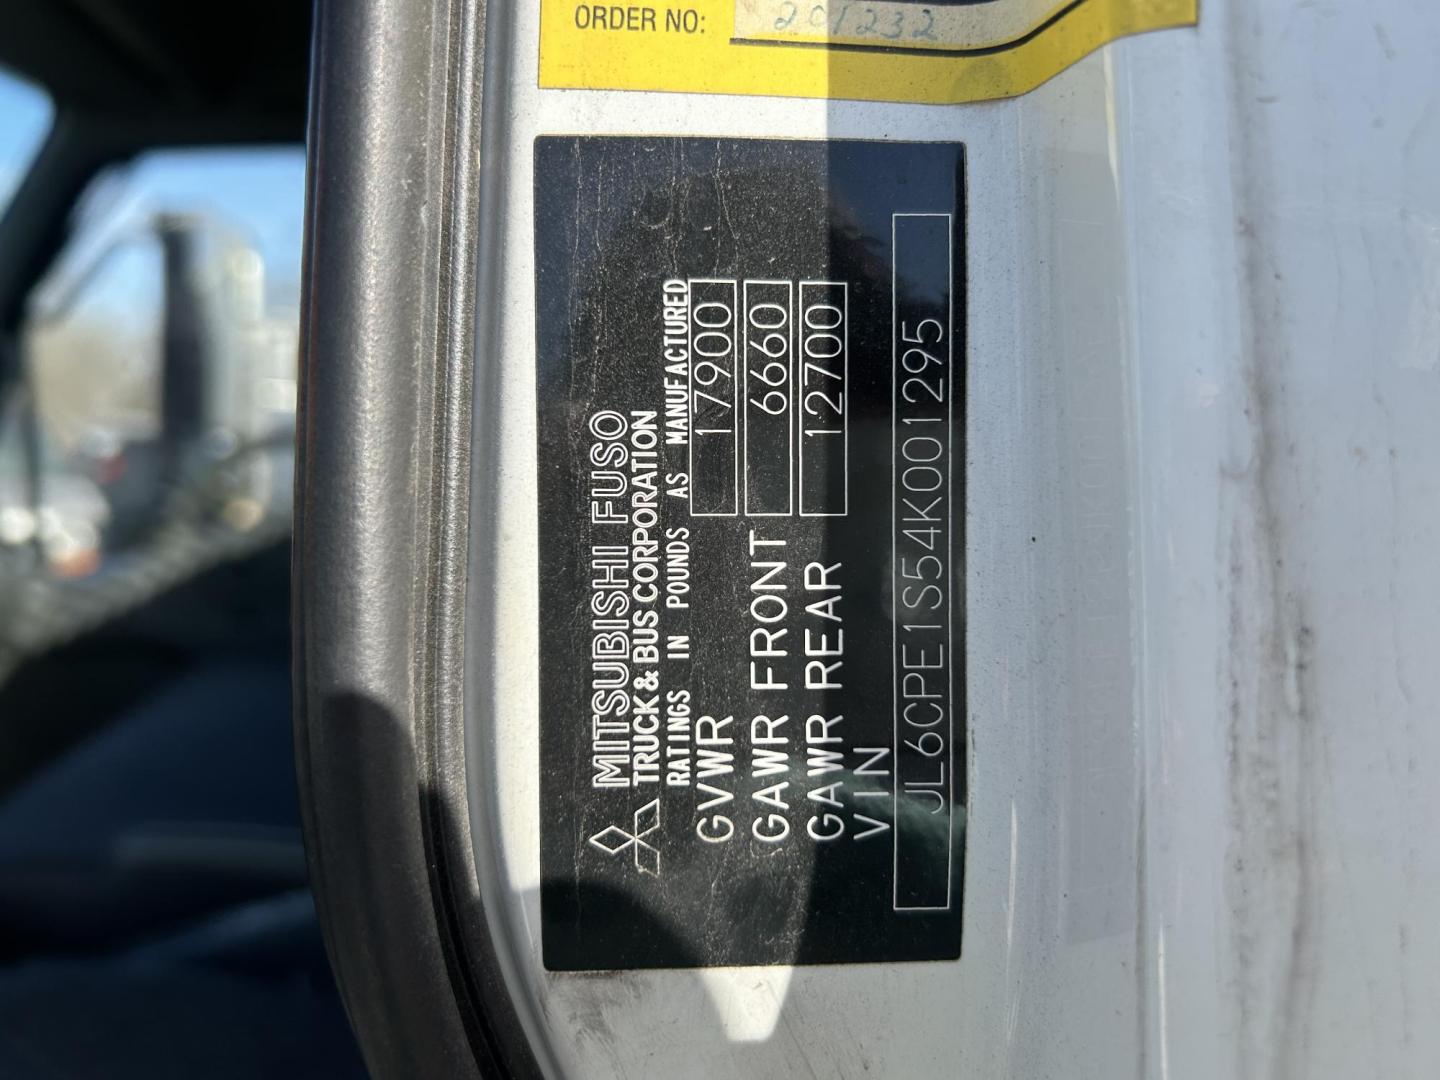 ORDER NO: 201232
MITSUBISHI FUSO
TRUCK & BUS CORPORATION
RATINGS IN POUNDS AS MANUFACTURED
GVWR 17900
GAWR FRONT 6660
GAWR REAR 12700
VIN
JL6CPE1S54K001295